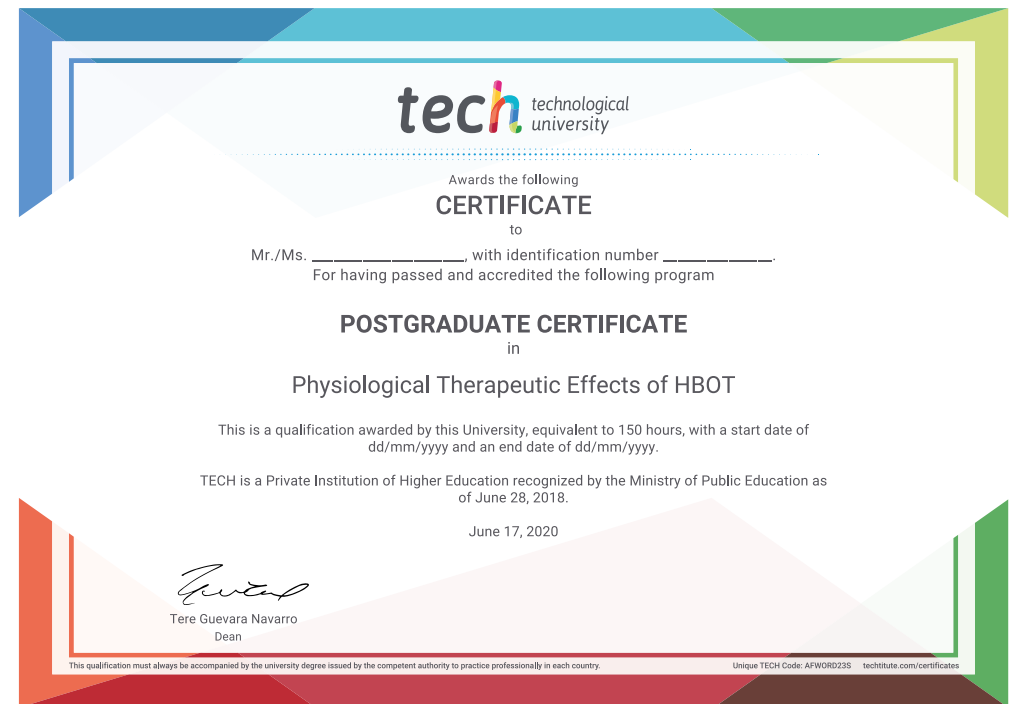 tech technological
university
Awards the following
CERTIFICATE
to
Mr./Ms. ______________, with identification number __________.
For having passed and accredited the following program
POSTGRADUATE CERTIFICATE
in
Physiological Therapeutic Effects of HBOT
This is a qualification awarded by this University, equivalent to 150 hours, with a start date of
dd/mm/yyyy and an end date of dd/mm/yyyy.
TECH is a Private Institution of Higher Education recognized by the Ministry of Public Education as
of June 28, 2018.
June 17, 2020
Tere Guevara Navarro
Dean
This qualification must always be accompanied by the university degree issued by the competent authority to practice professionally in each country.
Unique TECH Code: AFWORD23S techtitute.com/certificates